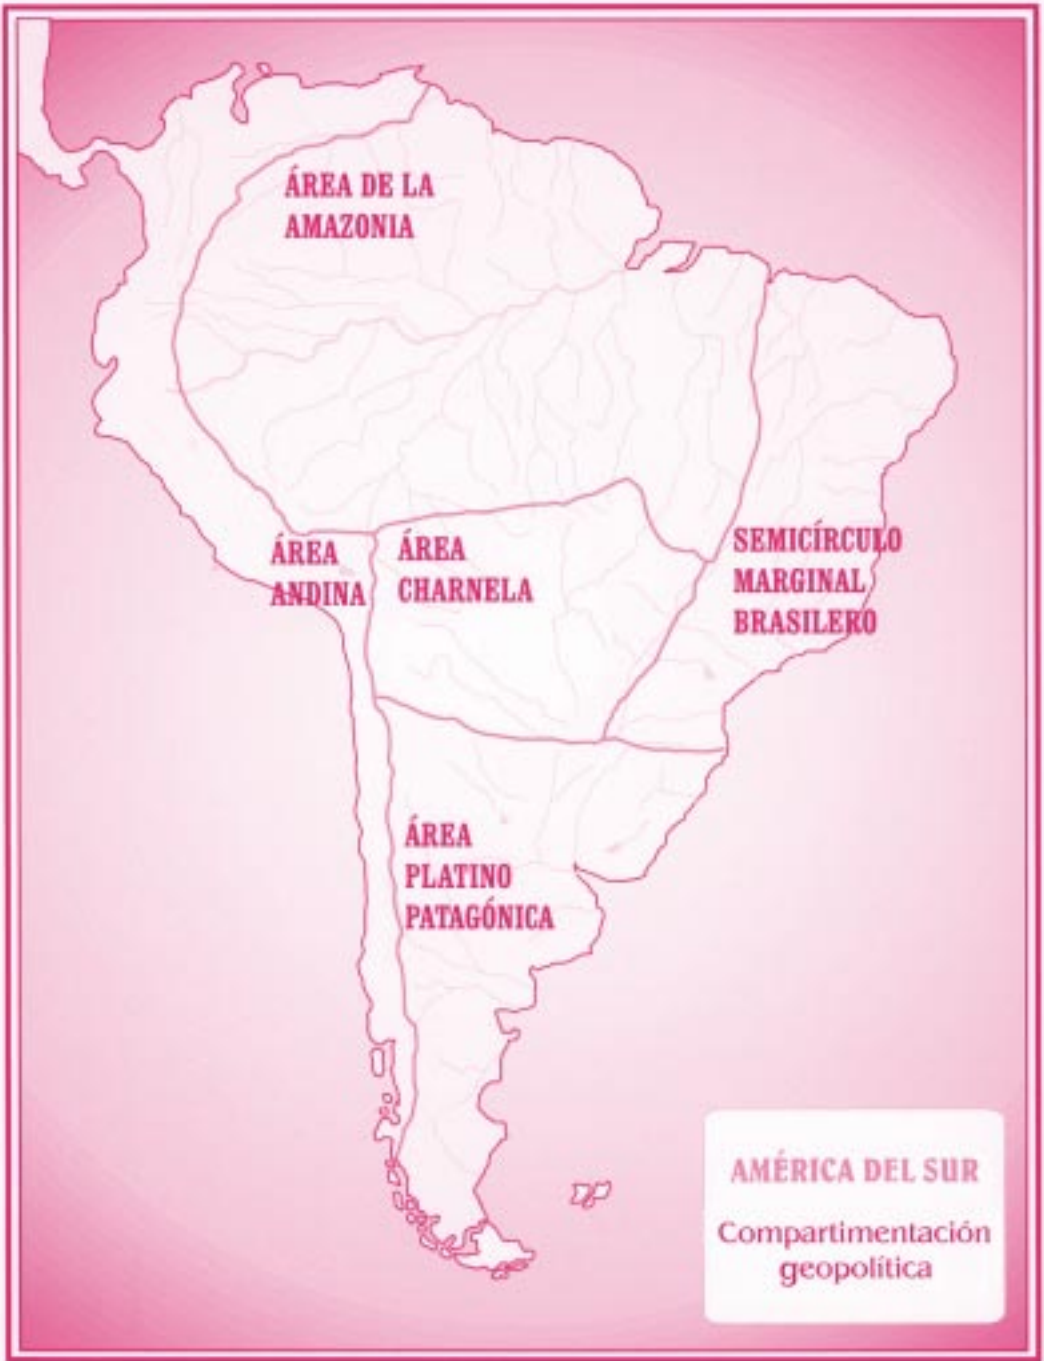 ÁREA DE LA
AMAZONIA
ÁREA
ANDINA
ÁREA
CHARNELA
SEMICÍRCULO
MARGINAL
BRASILERO
ÁREA
PLATINO
PATAGÓNICA
AMÉRICA DEL SUR
Compartimentación
geopolítica